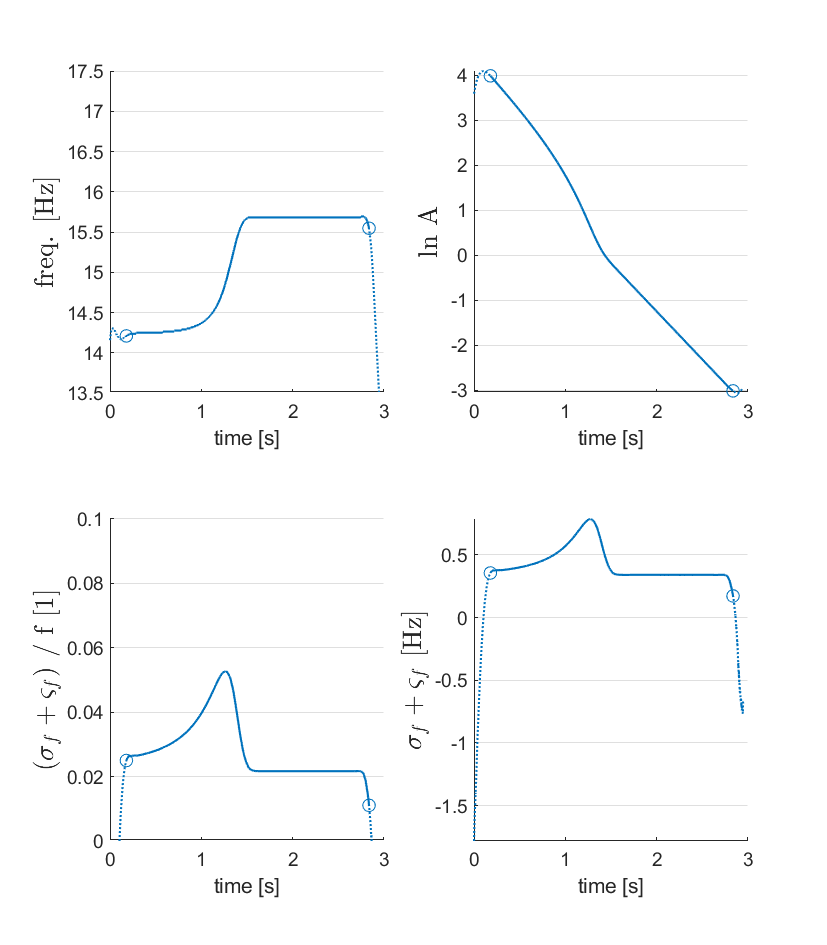 freq. [Hz]
17.5
17
16.5
16
15.5
15
14.5
14
13.5
0 1 2 3
time [s]
ln A
4
3
2
1
0
-1
-2
-3
0 1 2 3
time [s]
(σ_f + ς_f) / f [1]
0.1
0.08
0.06
0.04
0.02
0
0 1 2 3
time [s]
σ_f + ς_f [Hz]
0.5
0
-0.5
-1
-1.5
0 1 2 3
time [s]